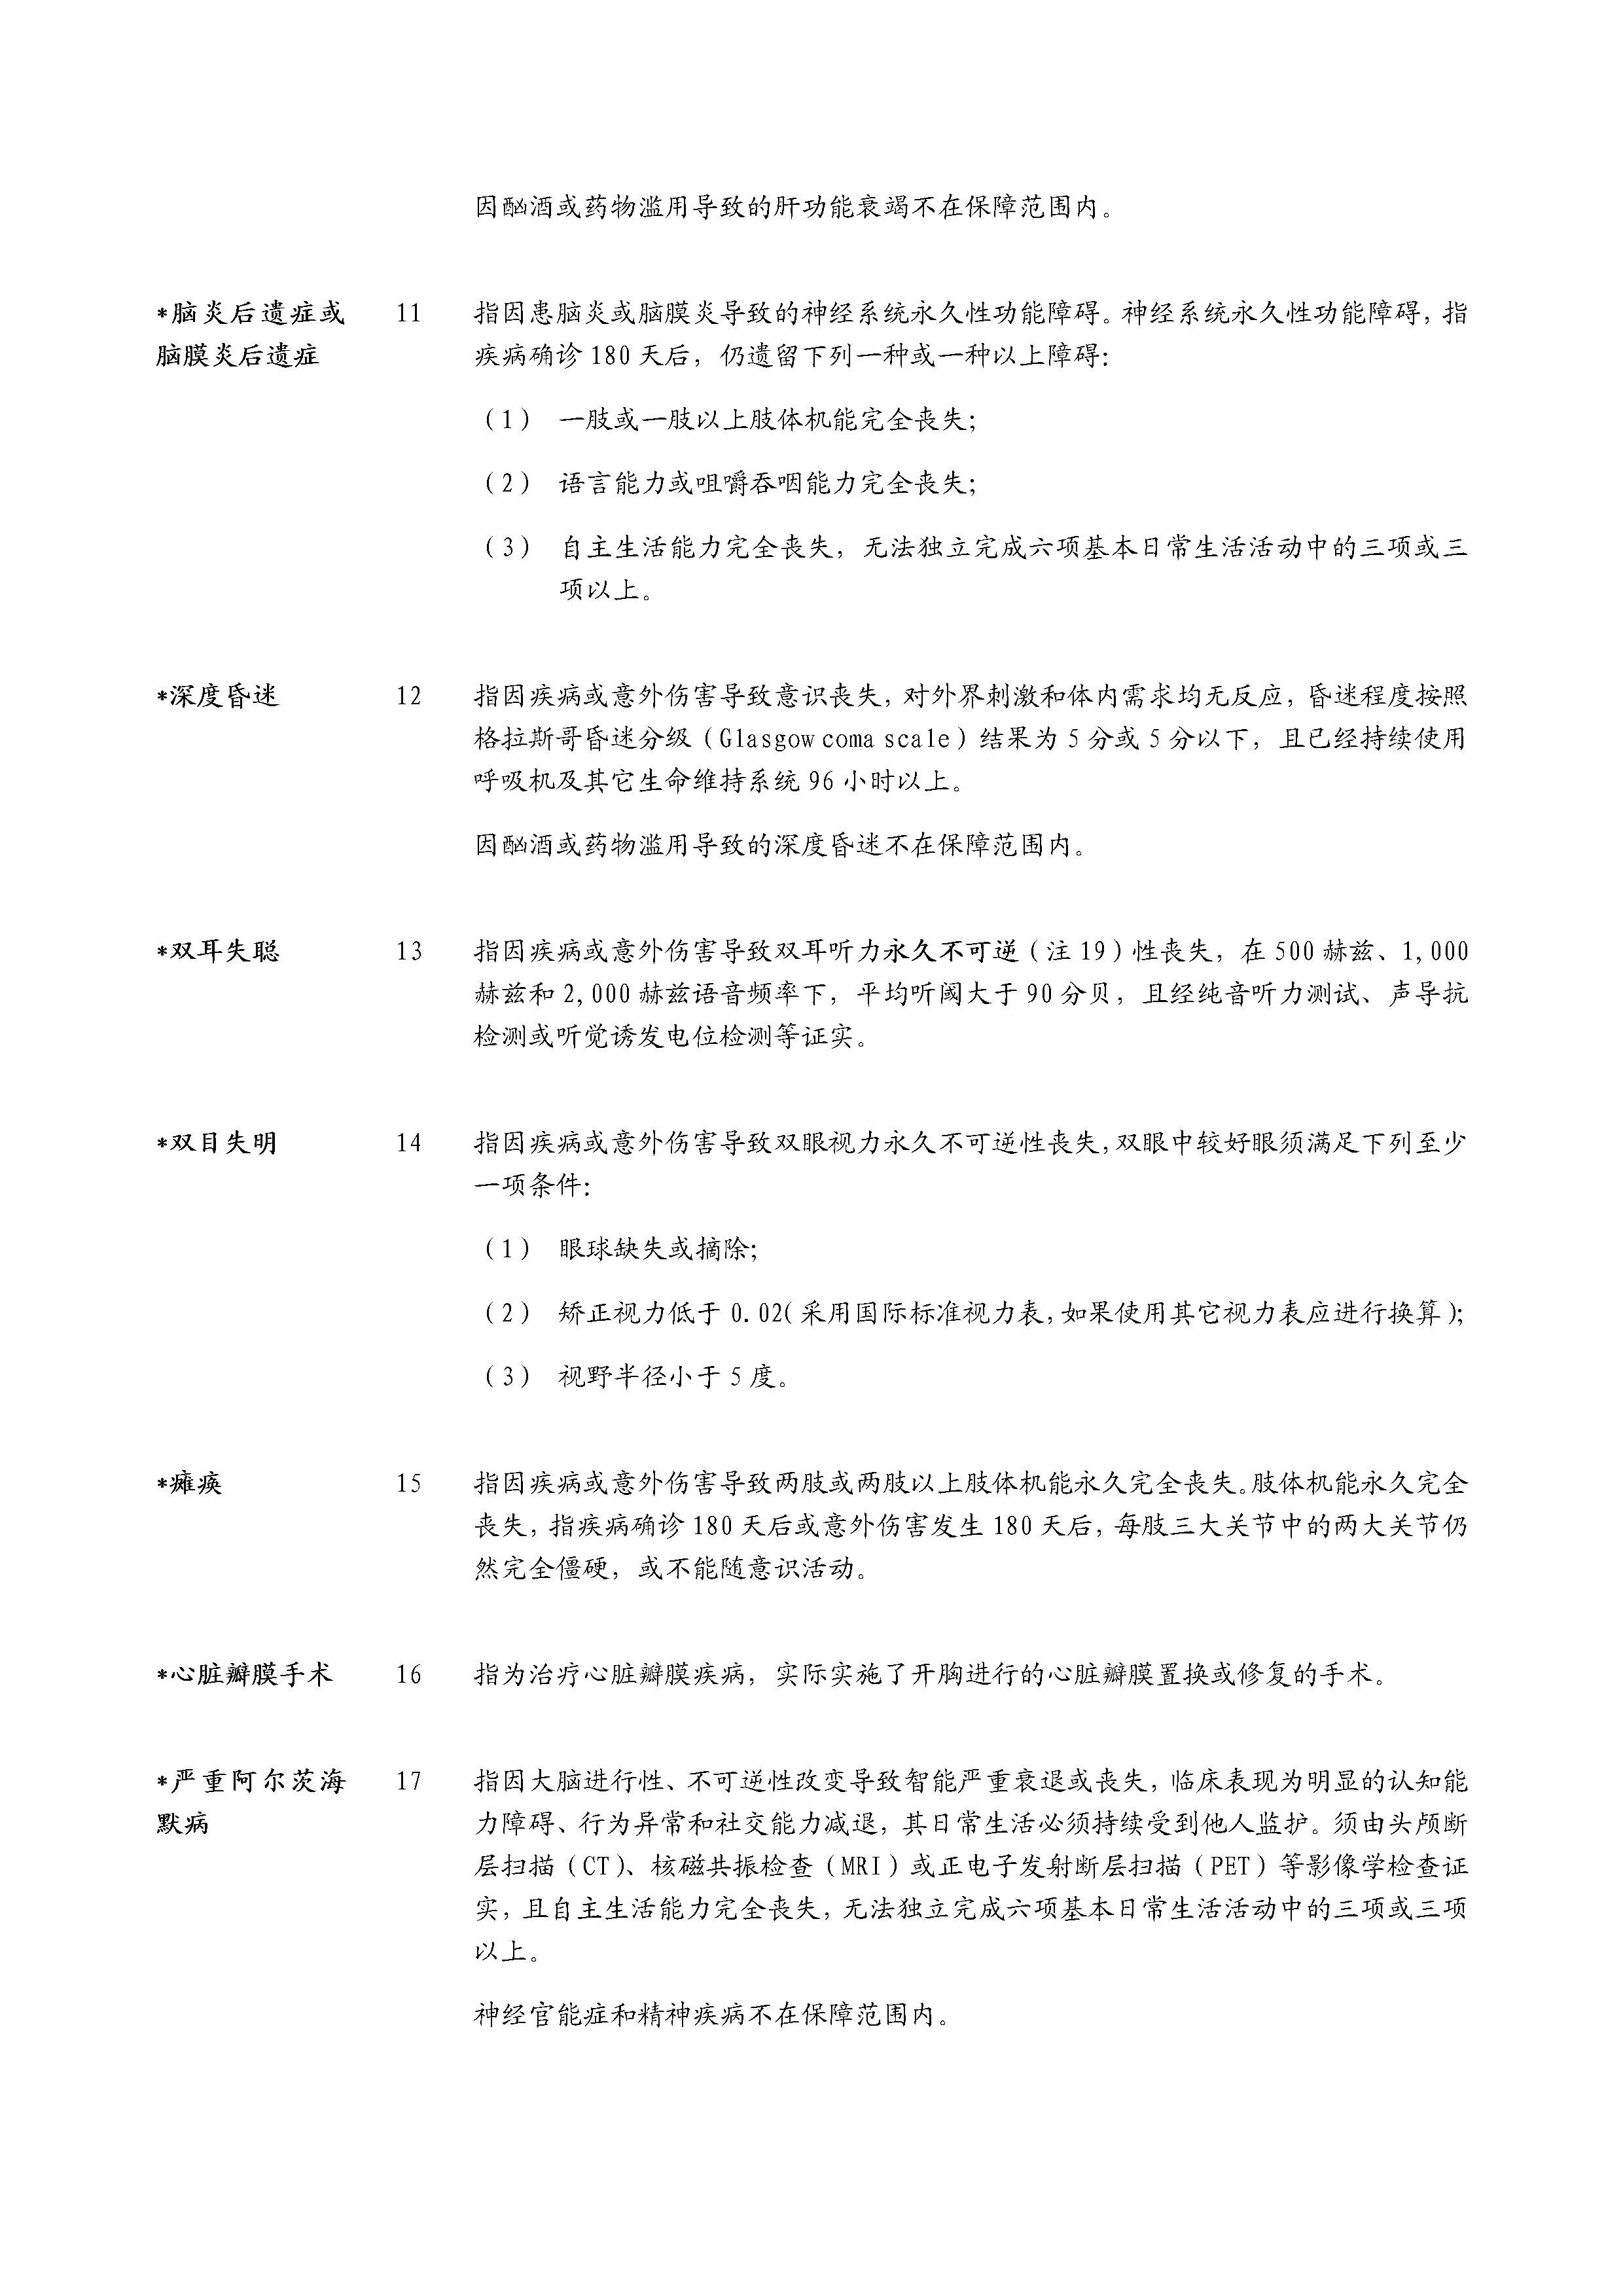 因酗酒或药物滥用导致的肝功能衰竭不在保障范围内。
*脑炎后遗症或 11 指因患脑炎或脑膜炎导致的神经系统永久性功能障碍。神经系统永久性功能障碍，指
脑膜炎后遗症 疾病确诊 180 天后，仍遗留下列一种或一种以上障碍：
（1） 一肢或一肢以上肢体机能完全丧失；
（2） 语言能力或咀嚼吞咽能力完全丧失；
（3） 自主生活能力完全丧失，无法独立完成六项基本日常生活活动中的三项或三
项以上。
*深度昏迷 12 指因疾病或意外伤害导致意识丧失，对外界刺激和体内需求均无反应，昏迷程度按照
格拉斯哥昏迷分级（Glasgow coma scale）结果为 5 分或 5 分以下，且已经持续使用
呼吸机及其它生命维持系统 96 小时以上。
因酗酒或药物滥用导致的深度昏迷不在保障范围内。
*双耳失聪 13 指因疾病或意外伤害导致双耳听力永久不可逆（注 19）性丧失，在 500 赫兹、1,000
赫兹和 2,000 赫兹语音频率下，平均听阈大于 90 分贝，且经纯音听力测试、声导抗
检测或听觉诱发电位检测等证实。
*双目失明 14 指因疾病或意外伤害导致双眼视力永久不可逆性丧失，双眼中较好眼须满足下列至少
一项条件：
（1） 眼球缺失或摘除；
（2） 矫正视力低于 0.02（采用国际标准视力表，如果使用其它视力表应进行换算）；
（3） 视野半径小于 5 度。
*瘫痪 15 指因疾病或意外伤害导致两肢或两肢以上肢体机能永久完全丧失。肢体机能永久完全
丧失，指疾病确诊 180 天后或意外伤害发生 180 天后，每肢三大关节中的两大关节仍
然完全僵硬，或不能随意识活动。
*心脏瓣膜手术 16 指为治疗心脏瓣膜疾病，实际实施了开胸进行的心脏瓣膜置换或修复的手术。
*严重阿尔茨海 17 指因大脑进行性、不可逆性改变导致智能严重衰退或丧失，临床表现为明显的认知能
默病 力障碍、行为异常和社交能力减退，其日常生活必须持续受到他人监护。须由头颅断
层扫描（CT）、核磁共振检查（MRI）或正电子发射断层扫描（PET）等影像学检查证
实，且自主生活能力完全丧失，无法独立完成六项基本日常生活活动中的三项或三项
以上。
神经官能症和精神疾病不在保障范围内。